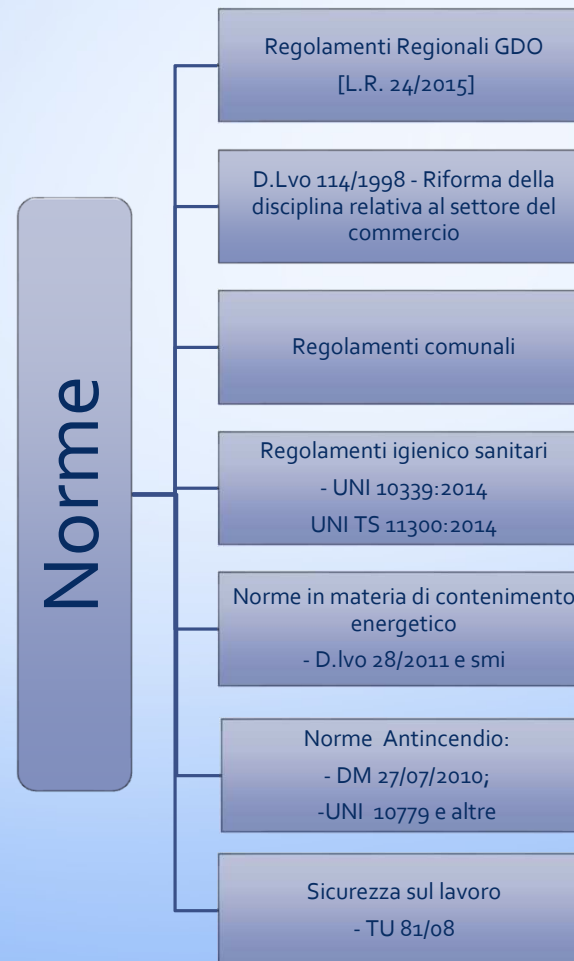 Norme
Regolamenti Regionali GDO
[L.R. 24/2015]
D.Lvo 114/1998 - Riforma della
disciplina relativa al settore del
commercio
Regolamenti comunali
Regolamenti igienico sanitari
- UNI 10339:2014
UNI TS 11300:2014
Norme in materia di contenimento
energetico
- D.lvo 28/2011 e smi
Norme Antincendio:
- DM 27/07/2010;
-UNI 10779 e altre
Sicurezza sul lavoro
- TU 81/08